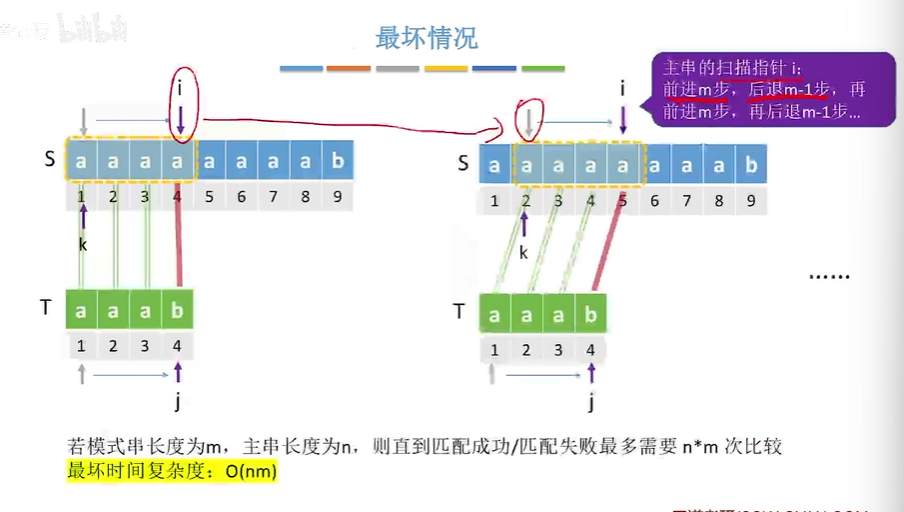 bilibili
最坏情况
主串的扫描指针 i：
前进m步，后退m-1步，再
前进m步，再后退m-1步...
i
S a a a a a a a a b
1 2 3 4 5 6 7 8 9
k
T a a a b
1 2 3 4
j
i
S a a a a a a a a b
1 2 3 4 5 6 7 8 9
k
T a a a b
1 2 3 4
j
......
若模式串长度为m，主串长度为n，则直到匹配成功/匹配失败最多需要 n*m 次比较
最坏时间复杂度：O(nm)